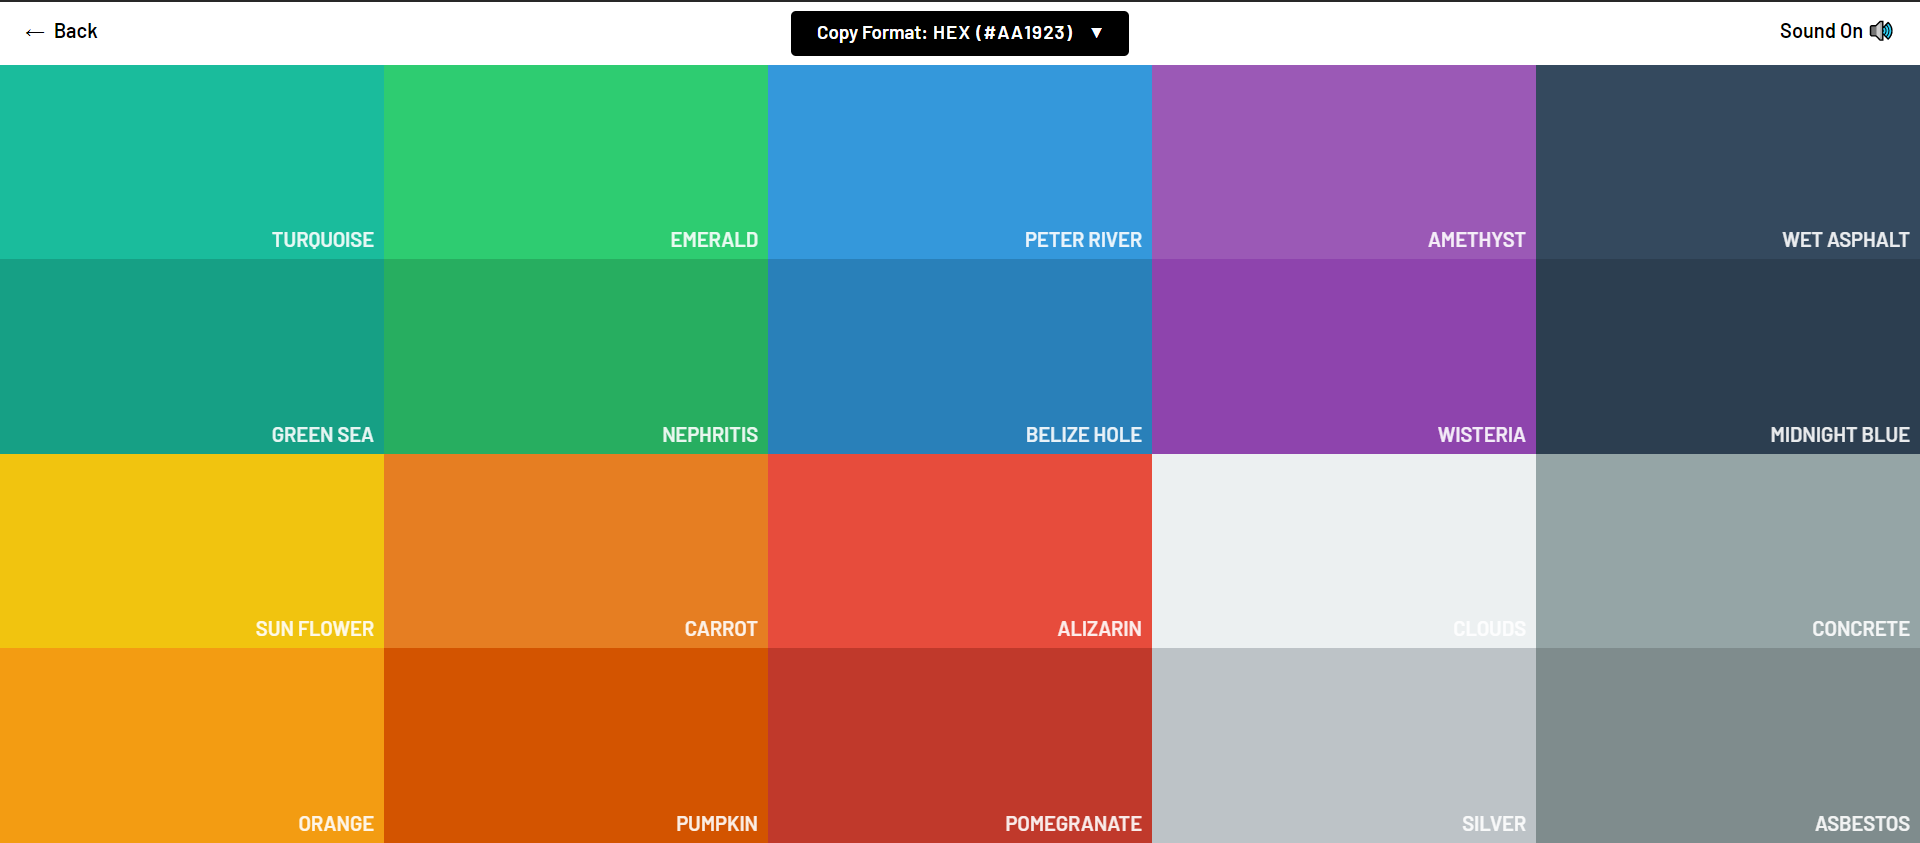 ← Back
Copy Format: HEX (#AA1923) ▼
Sound On
TURQUOISE
EMERALD
PETER RIVER
AMETHYST
WET ASPHALT
GREEN SEA
NEPHRITIS
BELIZE HOLE
WISTERIA
MIDNIGHT BLUE
SUN FLOWER
CARROT
ALIZARIN
CLOUDS
CONCRETE
ORANGE
PUMPKIN
POMEGRANATE
SILVER
ASBESTOS